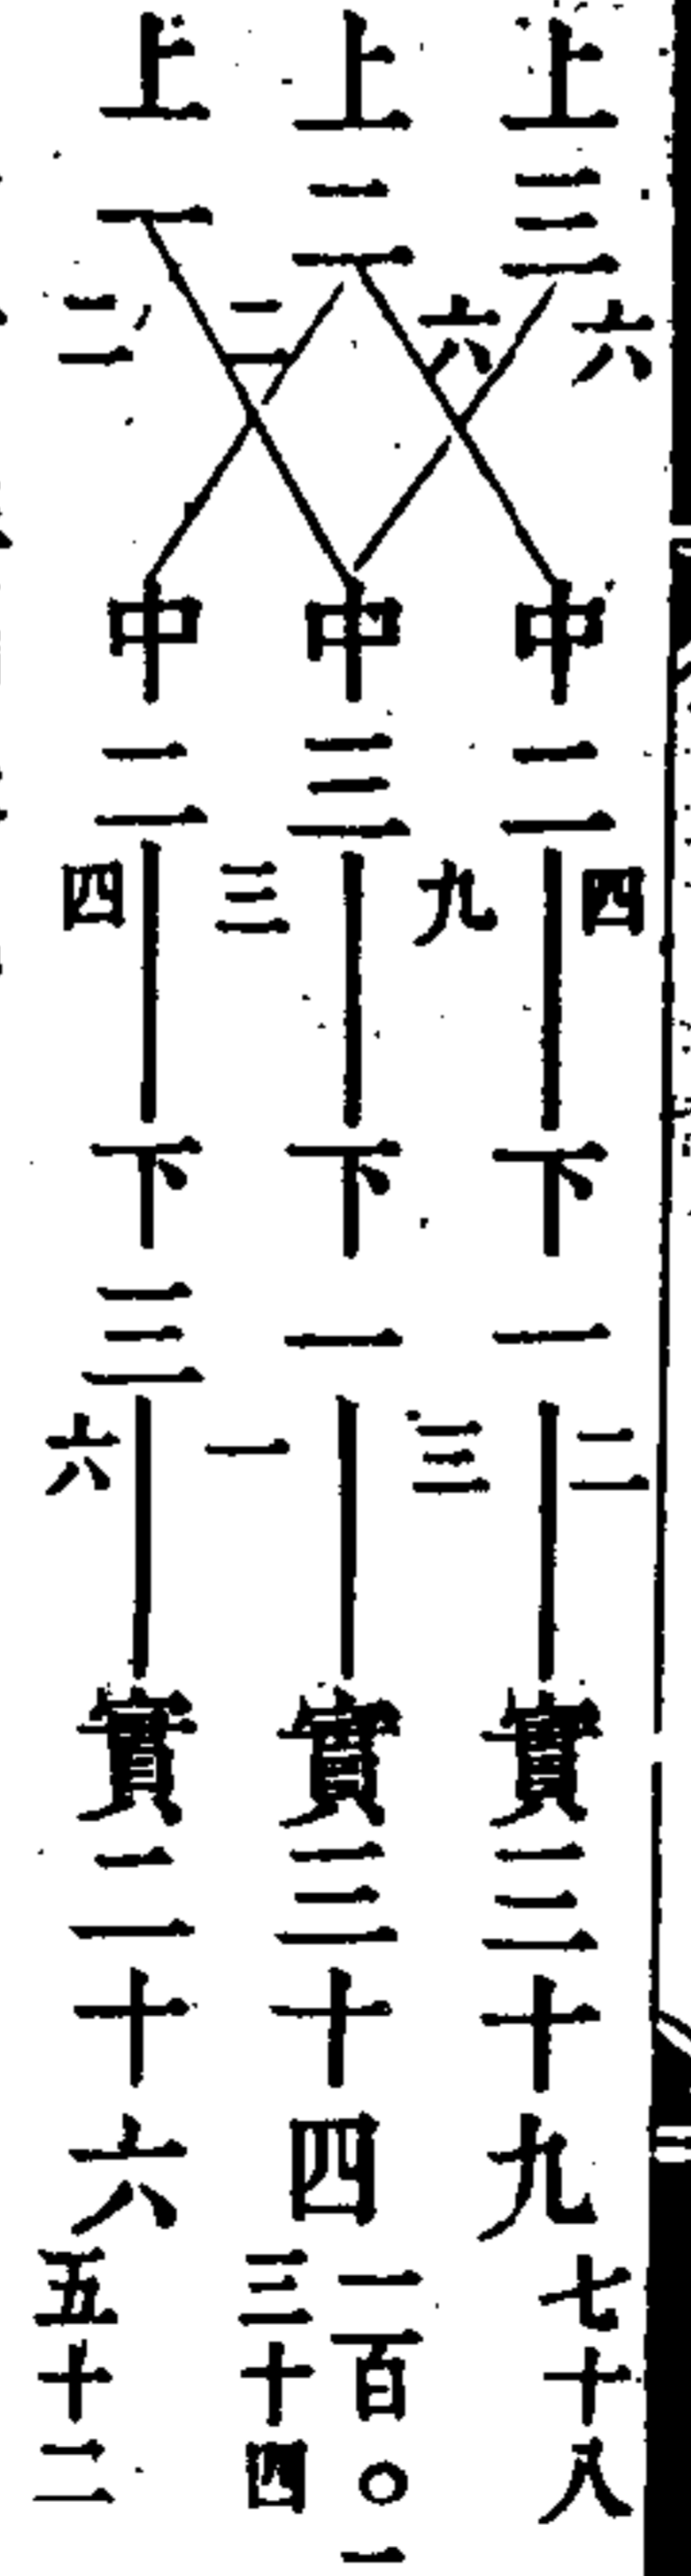 六四二七十八
上三中二下一實三十九
六九三一百〇一
上二中三下一實三十四
二三一三十四
上一中二下三實二十六
二四六五十二